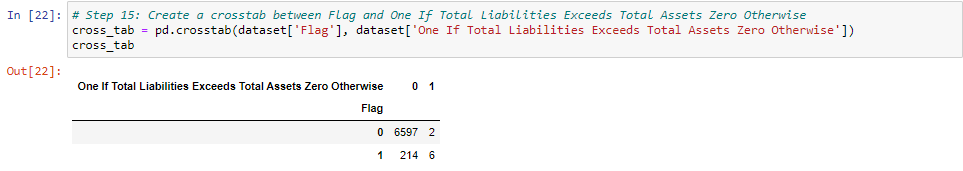 In [22]: # Step 15: Create a crosstab between Flag and One If Total Liabilities Exceeds Total Assets Zero Otherwise
cross_tab = pd.crosstab(dataset['Flag'], dataset['One If Total Liabilities Exceeds Total Assets Zero Otherwise'])
cross_tab
Out[22]:
One If Total Liabilities Exceeds Total Assets Zero Otherwise 0 1
Flag
0 6597 2
1 214 6